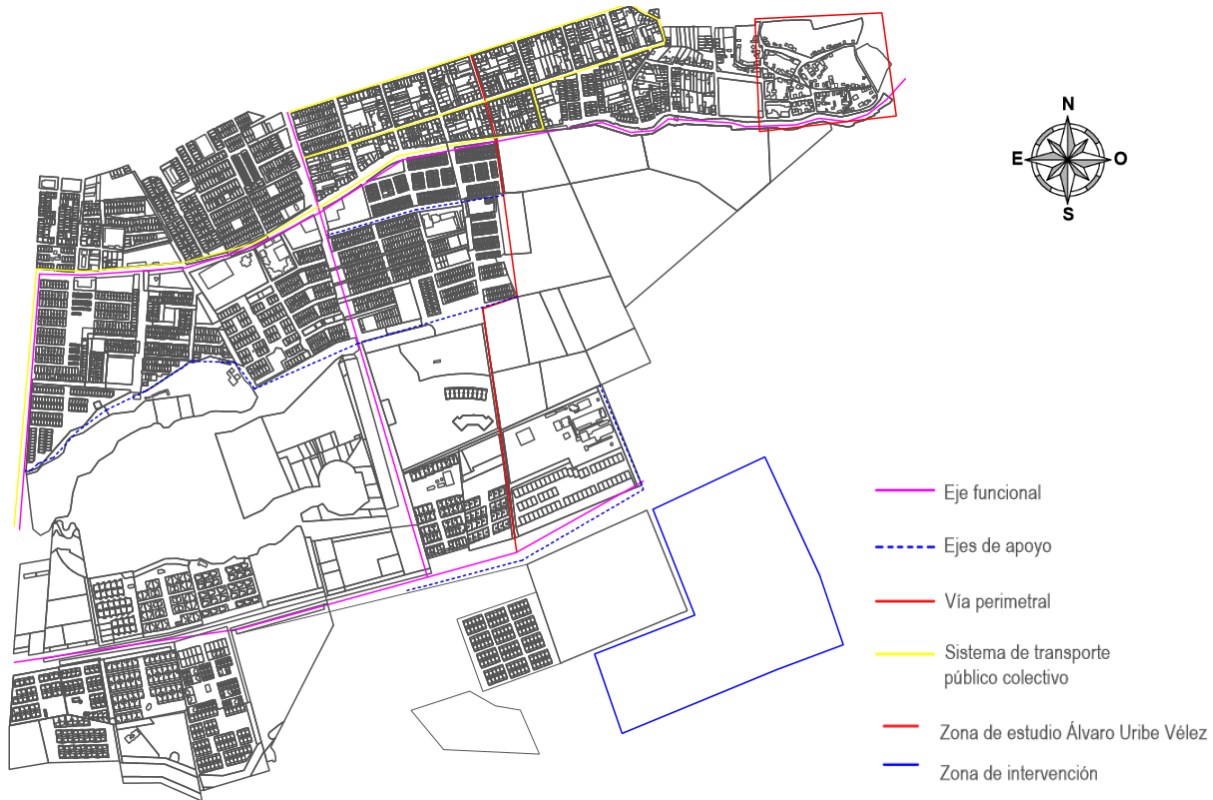 N
E O
S
Eje funcional
Ejes de apoyo
Vía perimetral
Sistema de transporte
público colectivo
Zona de estudio Álvaro Uribe Vélez
Zona de intervención